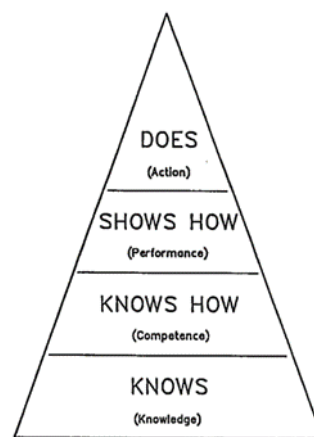 DOES
(Action)
SHOWS HOW
(Performance)
KNOWS HOW
(Competence)
KNOWS
(Knowledge)